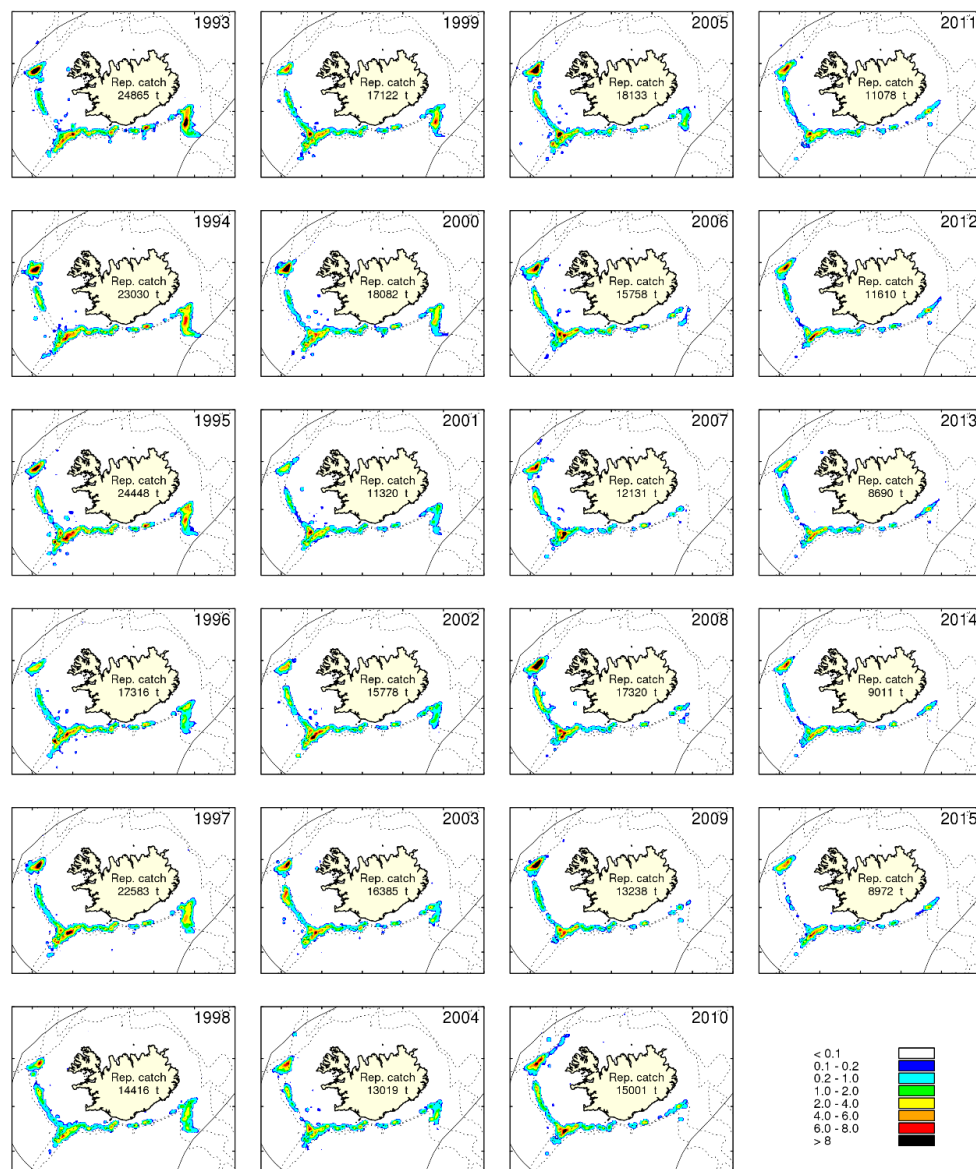 1993
Rep. catch
24865 t
1999
Rep. catch
17122 t
2005
Rep. catch
18133 t
2011
Rep. catch
11078 t
1994
Rep. catch
23030 t
2000
Rep. catch
18082 t
2006
Rep. catch
15758 t
2012
Rep. catch
11610 t
1995
Rep. catch
24448 t
2001
Rep. catch
11320 t
2007
Rep. catch
12131 t
2013
Rep. catch
8690 t
1996
Rep. catch
17316 t
2002
Rep. catch
15778 t
2008
Rep. catch
17320 t
2014
Rep. catch
9011 t
1997
Rep. catch
22583 t
2003
Rep. catch
16385 t
2009
Rep. catch
13238 t
2015
Rep. catch
8972 t
1998
Rep. catch
14416 t
2004
Rep. catch
13019 t
2010
Rep. catch
15001 t
< 0.1
0.1 - 0.2
0.2 - 1.0
1.0 - 2.0
2.0 - 4.0
4.0 - 6.0
6.0 - 8.0
> 8